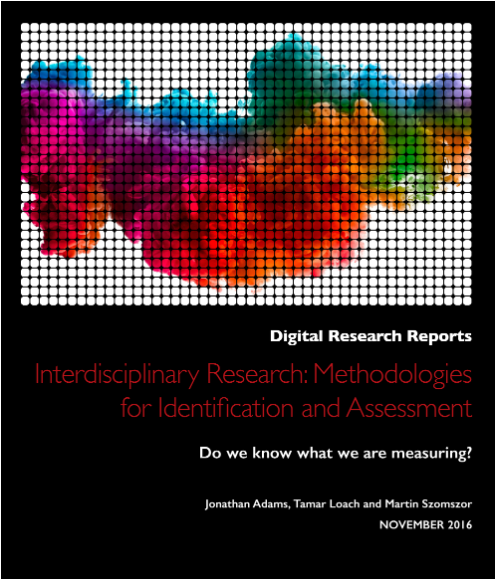 Digital Research Reports
Interdisciplinary Research: Methodologies
for Identification and Assessment
Do we know what we are measuring?
Jonathan Adams, Tamar Loach and Martin Szomszor
NOVEMBER 2016